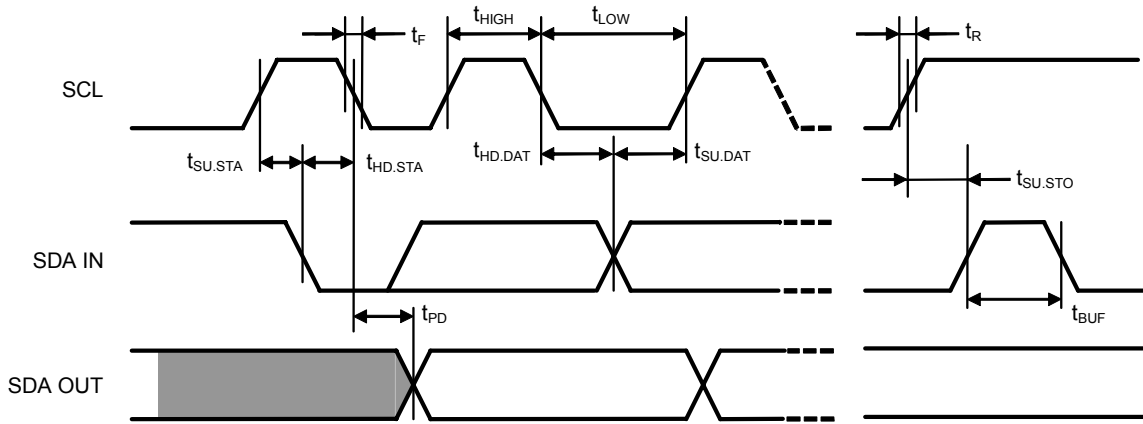 tHIGH tLOW
tF tR
SCL
tSU.STA tHD.STA tHD.DAT tSU.DAT
tSU.STO
SDA IN
tPD tBUF
SDA OUT